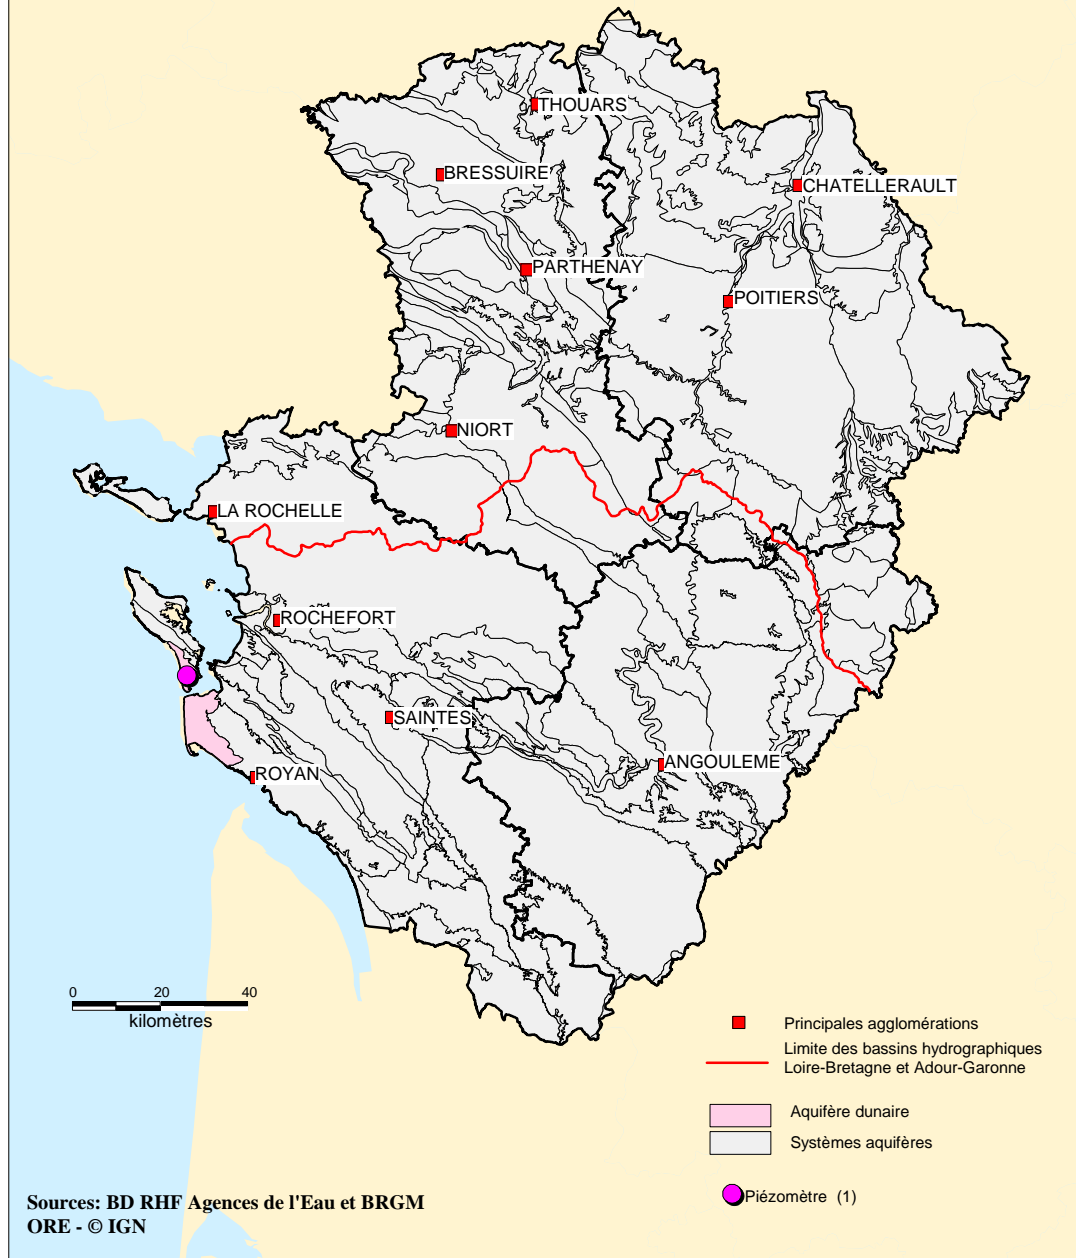 THOUARS
BRESSUIRE
CHATELLERAULT
PARTHENAY
POITIERS
NIORT
LA ROCHELLE
ROCHEFORT
SAINTES
ANGOULEME
ROYAN
0 20 40
kilomètres
Principales agglomérations
Limite des bassins hydrographiques
Loire-Bretagne et Adour-Garonne
Aquifère dunaire
Systèmes aquifères
Piézomètre (1)
Sources: BD RHF Agences de l'Eau et BRGM
ORE - © IGN